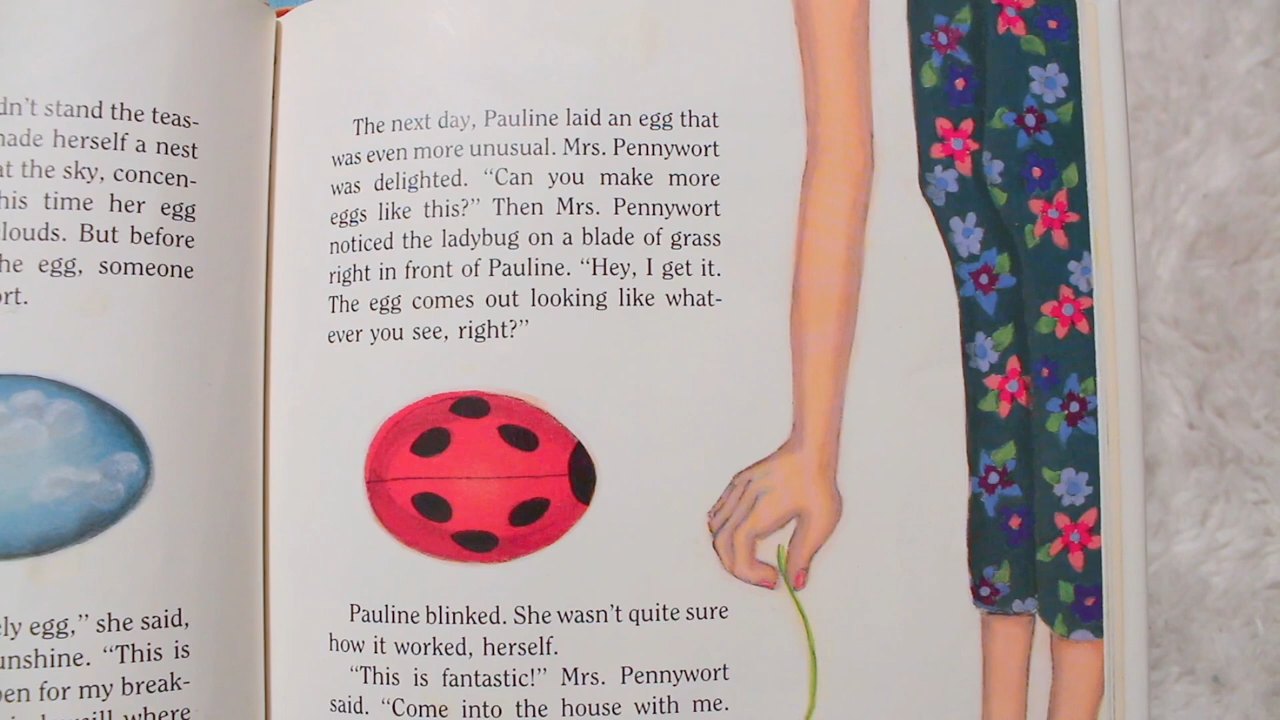 dn't stand the teas-
ade herself a nest
at the sky, concen-
his time her egg
louds. But before
he egg, someone
ort.
ly egg,” she said,
unshine. “This is
en for my break-
where
The next day, Pauline laid an egg that
was even more unusual. Mrs. Pennywort
was delighted. “Can you make more
eggs like this?” Then Mrs. Pennywort
noticed the ladybug on a blade of grass
right in front of Pauline. “Hey, I get it.
The egg comes out looking like what-
ever you see, right?”
Pauline blinked. She wasn't quite sure
how it worked, herself.
“This is fantastic!” Mrs. Pennywort
said. “Come into the house with me.